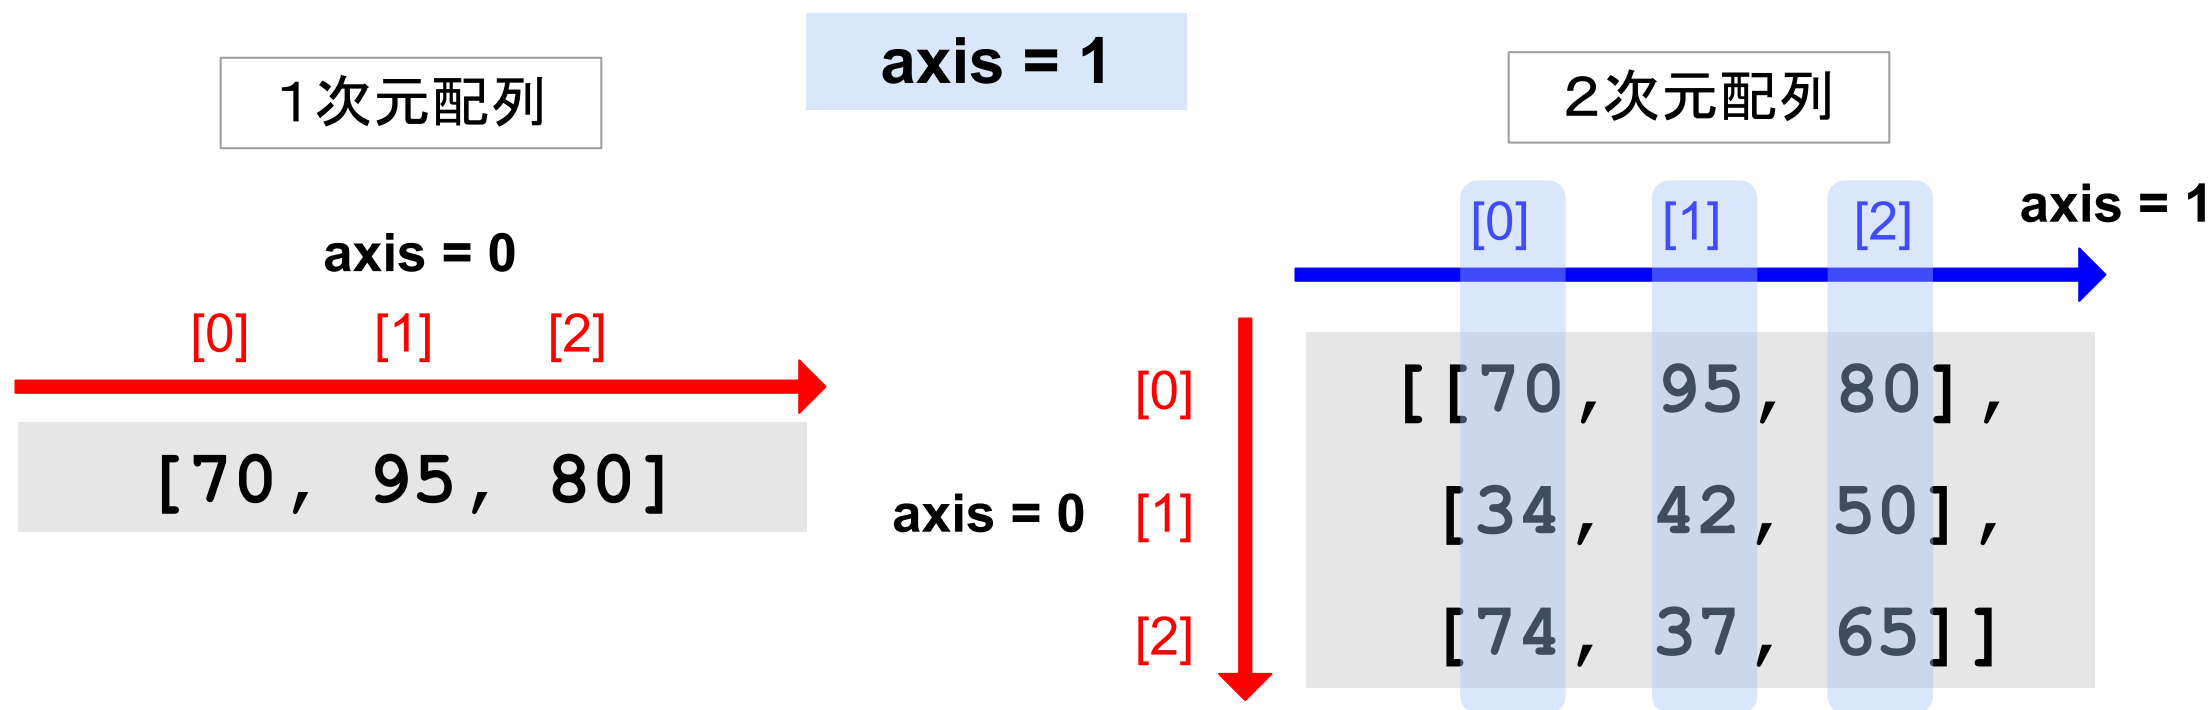 axis = 1
１次元配列
axis = 0
[0] [1] [2]
[70, 95, 80]
２次元配列
axis = 1
[0] [1] [2]
axis = 0
[0]
[1]
[2]
[[70, 95, 80],
[34, 42, 50],
[74, 37, 65]]